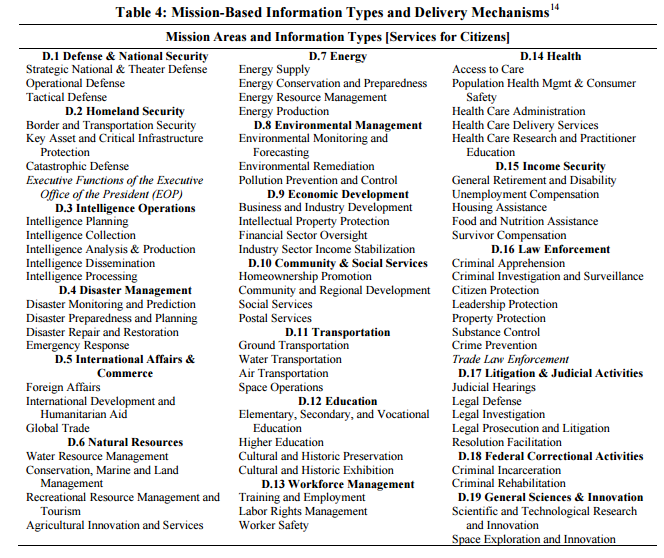 Table 4: Mission-Based Information Types and Delivery Mechanisms14
Mission Areas and Information Types [Services for Citizens]
D.1 Defense & National Security
Strategic National & Theater Defense
Operational Defense
Tactical Defense
D.2 Homeland Security
Border and Transportation Security
Key Asset and Critical Infrastructure
Protection
Catastrophic Defense
Executive Functions of the Executive
Office of the President (EOP)
D.3 Intelligence Operations
Intelligence Planning
Intelligence Collection
Intelligence Analysis & Production
Intelligence Dissemination
Intelligence Processing
D.4 Disaster Management
Disaster Monitoring and Prediction
Disaster Preparedness and Planning
Disaster Repair and Restoration
Emergency Response
D.5 International Affairs &
Commerce
Foreign Affairs
International Development and
Humanitarian Aid
Global Trade
D.6 Natural Resources
Water Resource Management
Conservation, Marine and Land
Management
Recreational Resource Management and
Tourism
Agricultural Innovation and Services
D.7 Energy
Energy Supply
Energy Conservation and Preparedness
Energy Resource Management
Energy Production
D.8 Environmental Management
Environmental Monitoring and
Forecasting
Environmental Remediation
Pollution Prevention and Control
D.9 Economic Development
Business and Industry Development
Intellectual Property Protection
Financial Sector Oversight
Industry Sector Income Stabilization
D.10 Community & Social Services
Homeownership Promotion
Community and Regional Development
Social Services
Postal Services
D.11 Transportation
Ground Transportation
Water Transportation
Air Transportation
Space Operations
D.12 Education
Elementary, Secondary, and Vocational
Education
Higher Education
Cultural and Historic Preservation
Cultural and Historic Exhibition
D.13 Workforce Management
Training and Employment
Labor Rights Management
Worker Safety
D.14 Health
Access to Care
Population Health Mgmt & Consumer
Safety
Health Care Administration
Health Care Delivery Services
Health Care Research and Practitioner
Education
D.15 Income Security
General Retirement and Disability
Unemployment Compensation
Housing Assistance
Food and Nutrition Assistance
Survivor Compensation
D.16 Law Enforcement
Criminal Apprehension
Criminal Investigation and Surveillance
Citizen Protection
Leadership Protection
Property Protection
Substance Control
Crime Prevention
Trade Law Enforcement
D.17 Litigation & Judicial Activities
Judicial Hearings
Legal Defense
Legal Investigation
Legal Prosecution and Litigation
Resolution Facilitation
D.18 Federal Correctional Activities
Criminal Incarceration
Criminal Rehabilitation
D.19 General Sciences & Innovation
Scientific and Technological Research
and Innovation
Space Exploration and Innovation